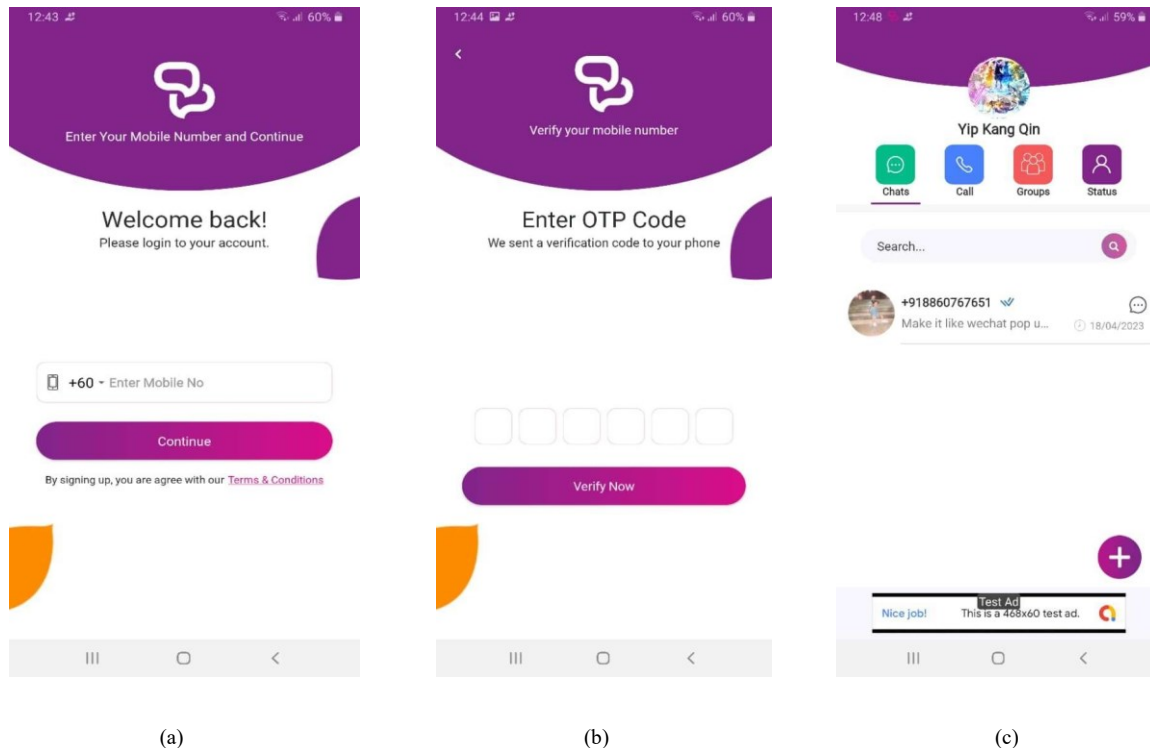 12:43 60%
Enter Your Mobile Number and Continue
Welcome back!
Please login to your account.
+60 Enter Mobile No
Continue
By signing up, you are agree with our Terms & Conditions
(a)
12:44 60%
Verify your mobile number
Enter OTP Code
We sent a verification code to your phone
Verify Now
(b)
12:48 59%
Yip Kang Qin
Chats Call Groups Status
Search...
+918860767651
Make it like wechat pop u... 18/04/2023
Test Ad
Nice job! This is a 468x60 test ad.
(c)